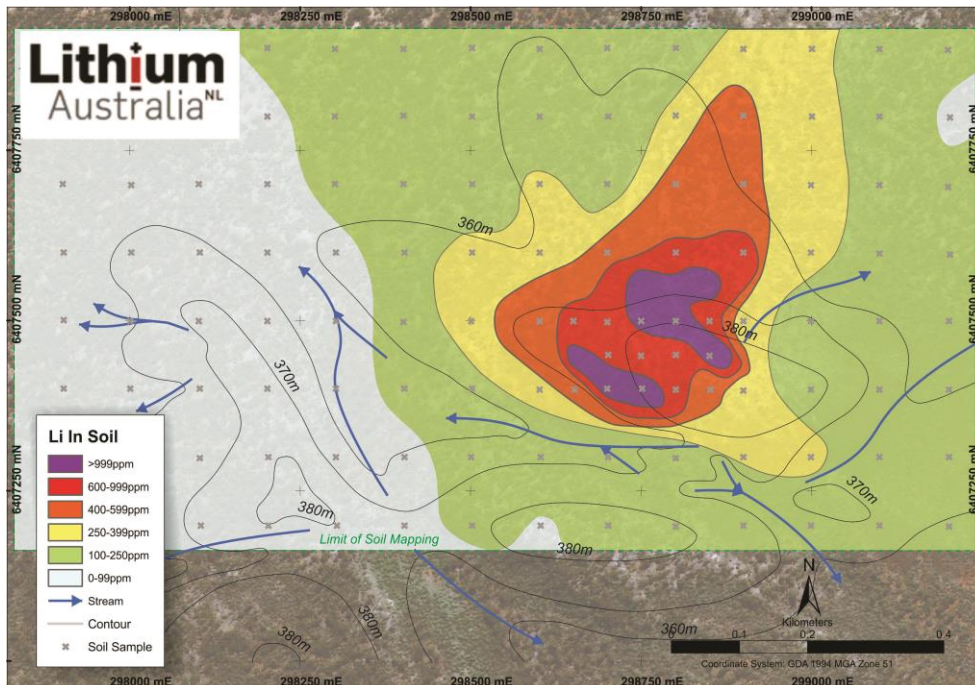 298000 mE
298250 mE
298500 mE
298750 mE
299000 mE
Lithium
Australia NL
6407750 mN
6407750 mN
360m
6407500 mN
6407500 mN
380m
370m
Li In Soil
>999ppm
600-999ppm
400-599ppm
250-399ppm
100-250ppm
0-99ppm
Stream
Contour
Soil Sample
6407250 mN
370m
380m
Limit of Soil Mapping
380m
N
Kilometers
380m
380m
360m
0
0.1
0.2
0.4
Coordinate System: GDA 1994 MGA Zone 51
298000 mE
298250 mE
298500 mE
298750 mE
299000 mE